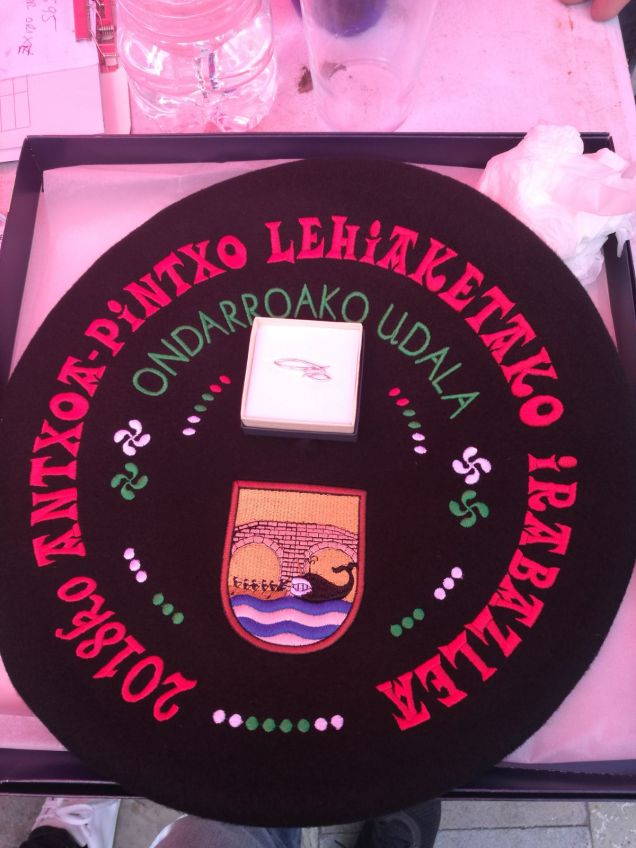 2018ko ANTXOA-PiNTXO LEHiAKETAKO iRABAZLEA
ONDARROAKO UDALA